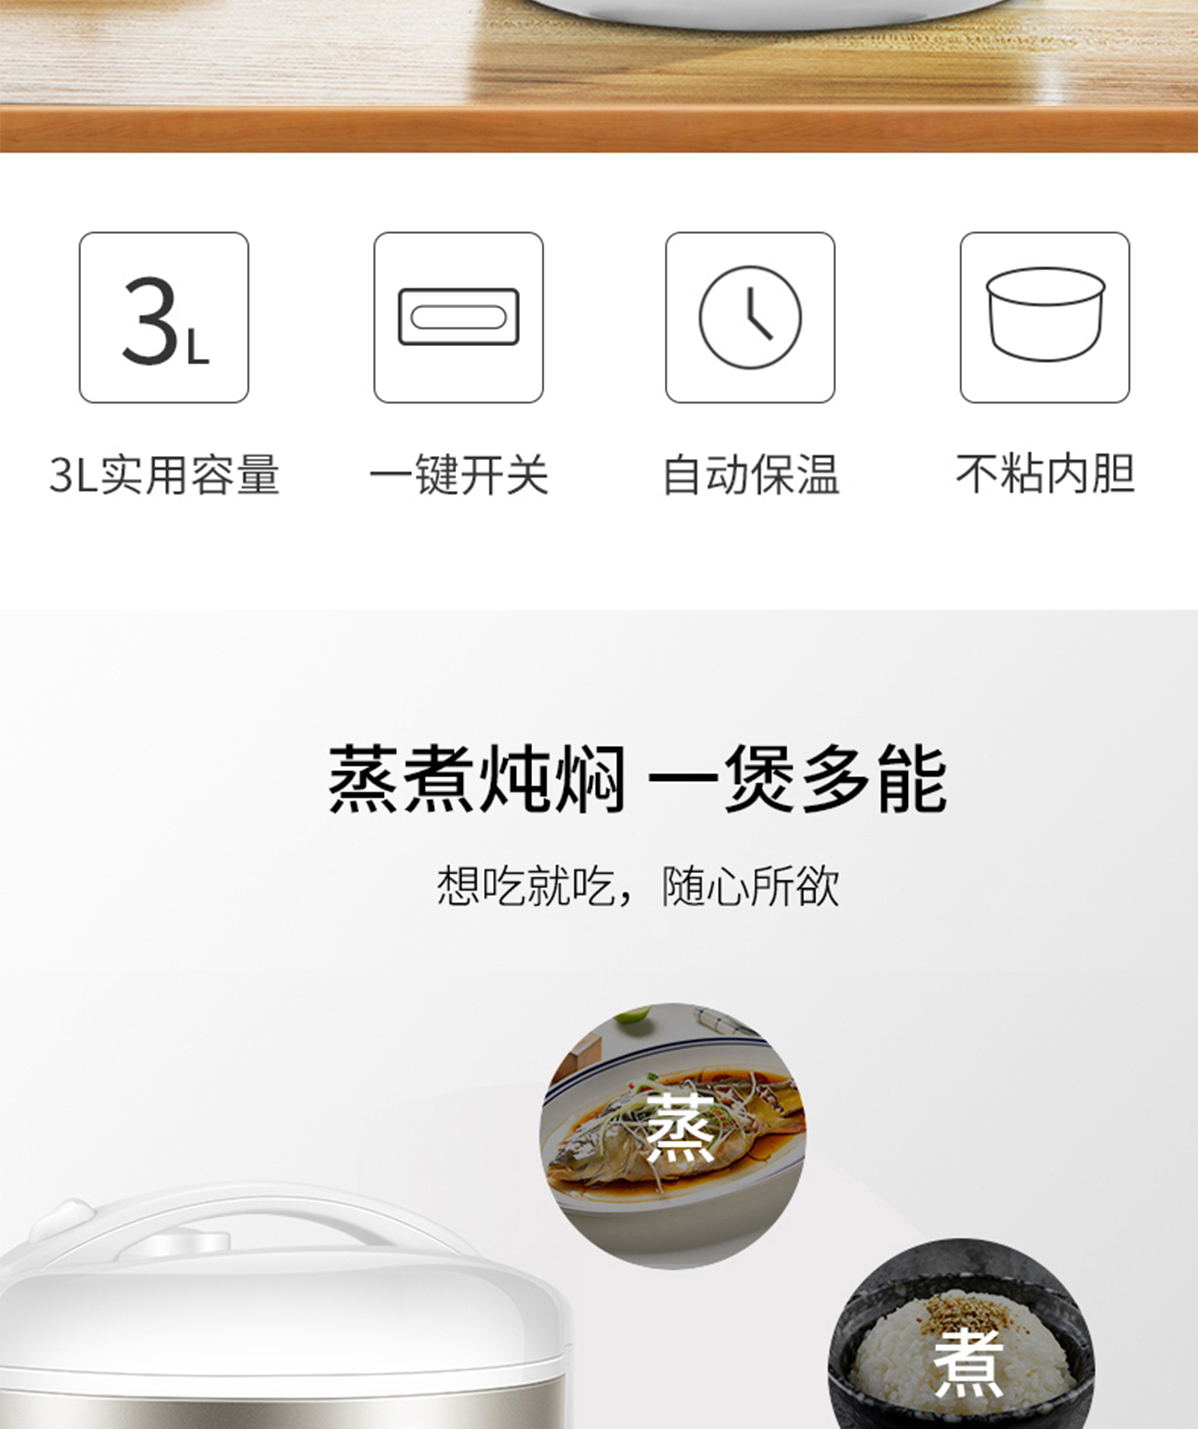 3L
3L实用容量
一键开关
自动保温
不粘内胆
蒸煮炖焖 一煲多能
想吃就吃，随心所欲
蒸
煮